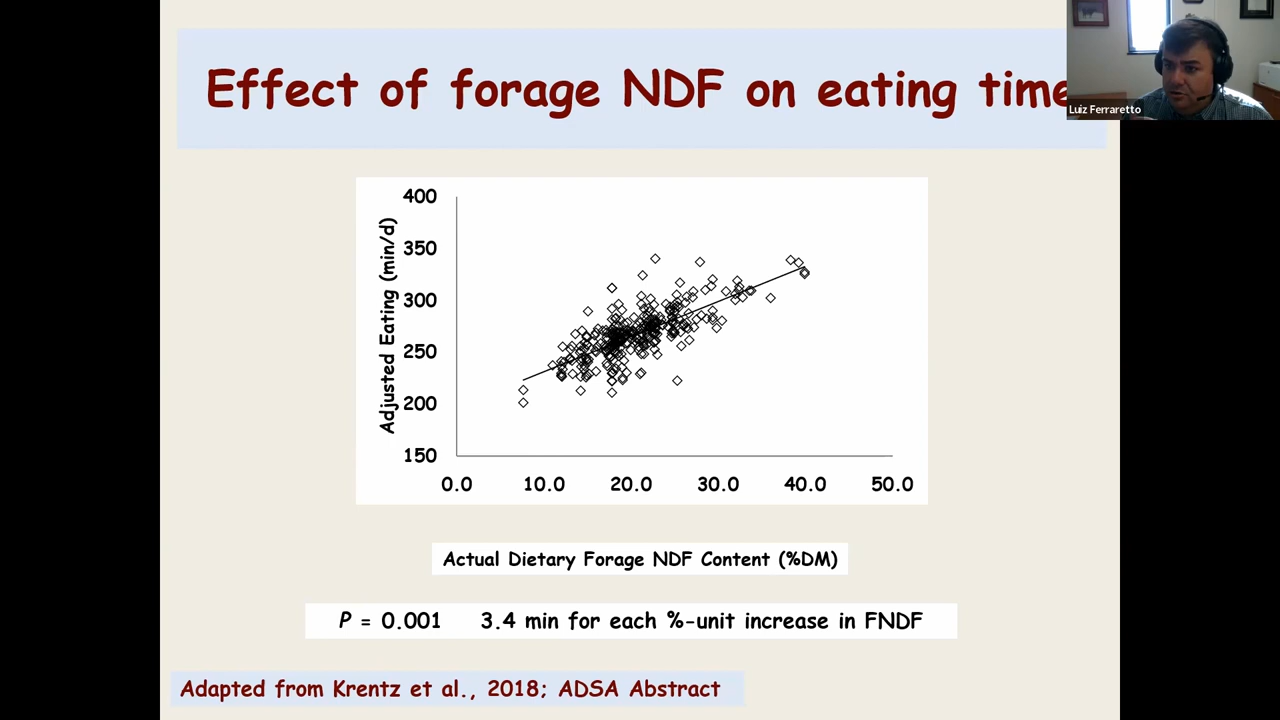 Effect of forage NDF on eating time
Luiz Ferraretto
Adjusted Eating (min/d)
400
350
300
250
200
150
0.0 10.0 20.0 30.0 40.0 50.0
Actual Dietary Forage NDF Content (%DM)
P = 0.001 3.4 min for each %-unit increase in FNDF
Adapted from Krentz et al., 2018; ADSA Abstract